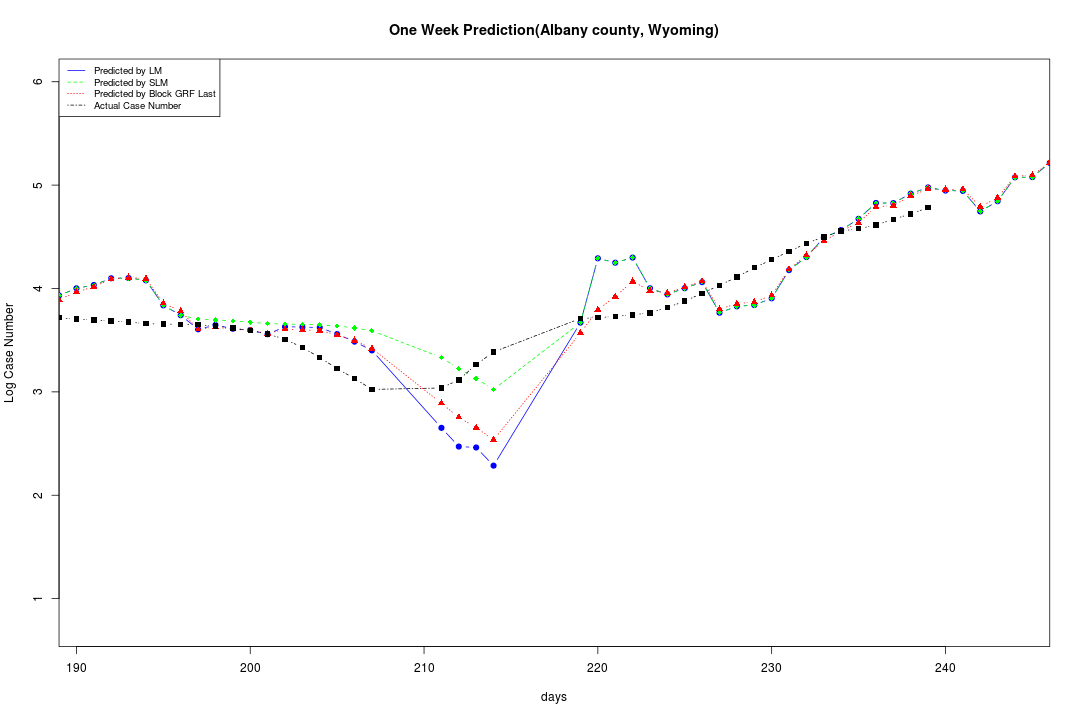 One Week Prediction(Albany county, Wyoming)
Predicted by LM
Predicted by SLM
Predicted by Block GRF Last
Actual Case Number
6
5
4
3
2
1
Log Case Number
190
200
210
220
230
240
days